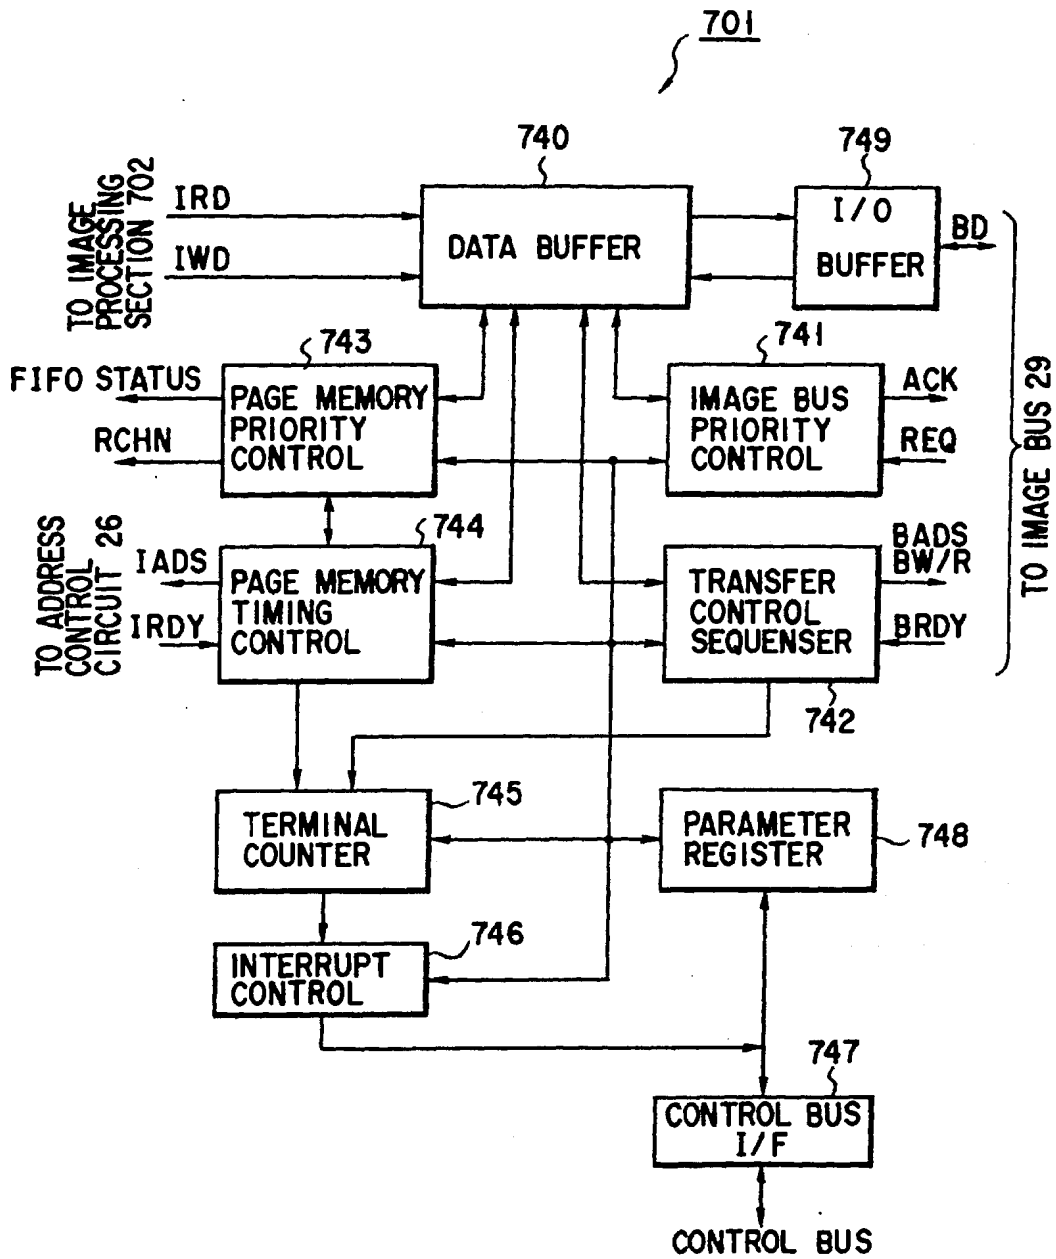 701
740
749
TO IMAGE
PROCESSING
SECTION 702
IRD
IWD
DATA BUFFER
I/O
BUFFER
BD
743
741
FIFO STATUS
RCHN
PAGE MEMORY
PRIORITY
CONTROL
IMAGE BUS
PRIORITY
CONTROL
ACK
REQ
TO IMAGE BUS 29
744
TO ADDRESS
CONTROL
CIRCUIT 26
IADS
IRDY
PAGE MEMORY
TIMING
CONTROL
TRANSFER
CONTROL
SEQUENSER
BADS
BW/R
BRDY
742
745
TERMINAL
COUNTER
PARAMETER
REGISTER
748
746
INTERRUPT
CONTROL
747
CONTROL BUS
I/F
CONTROL BUS